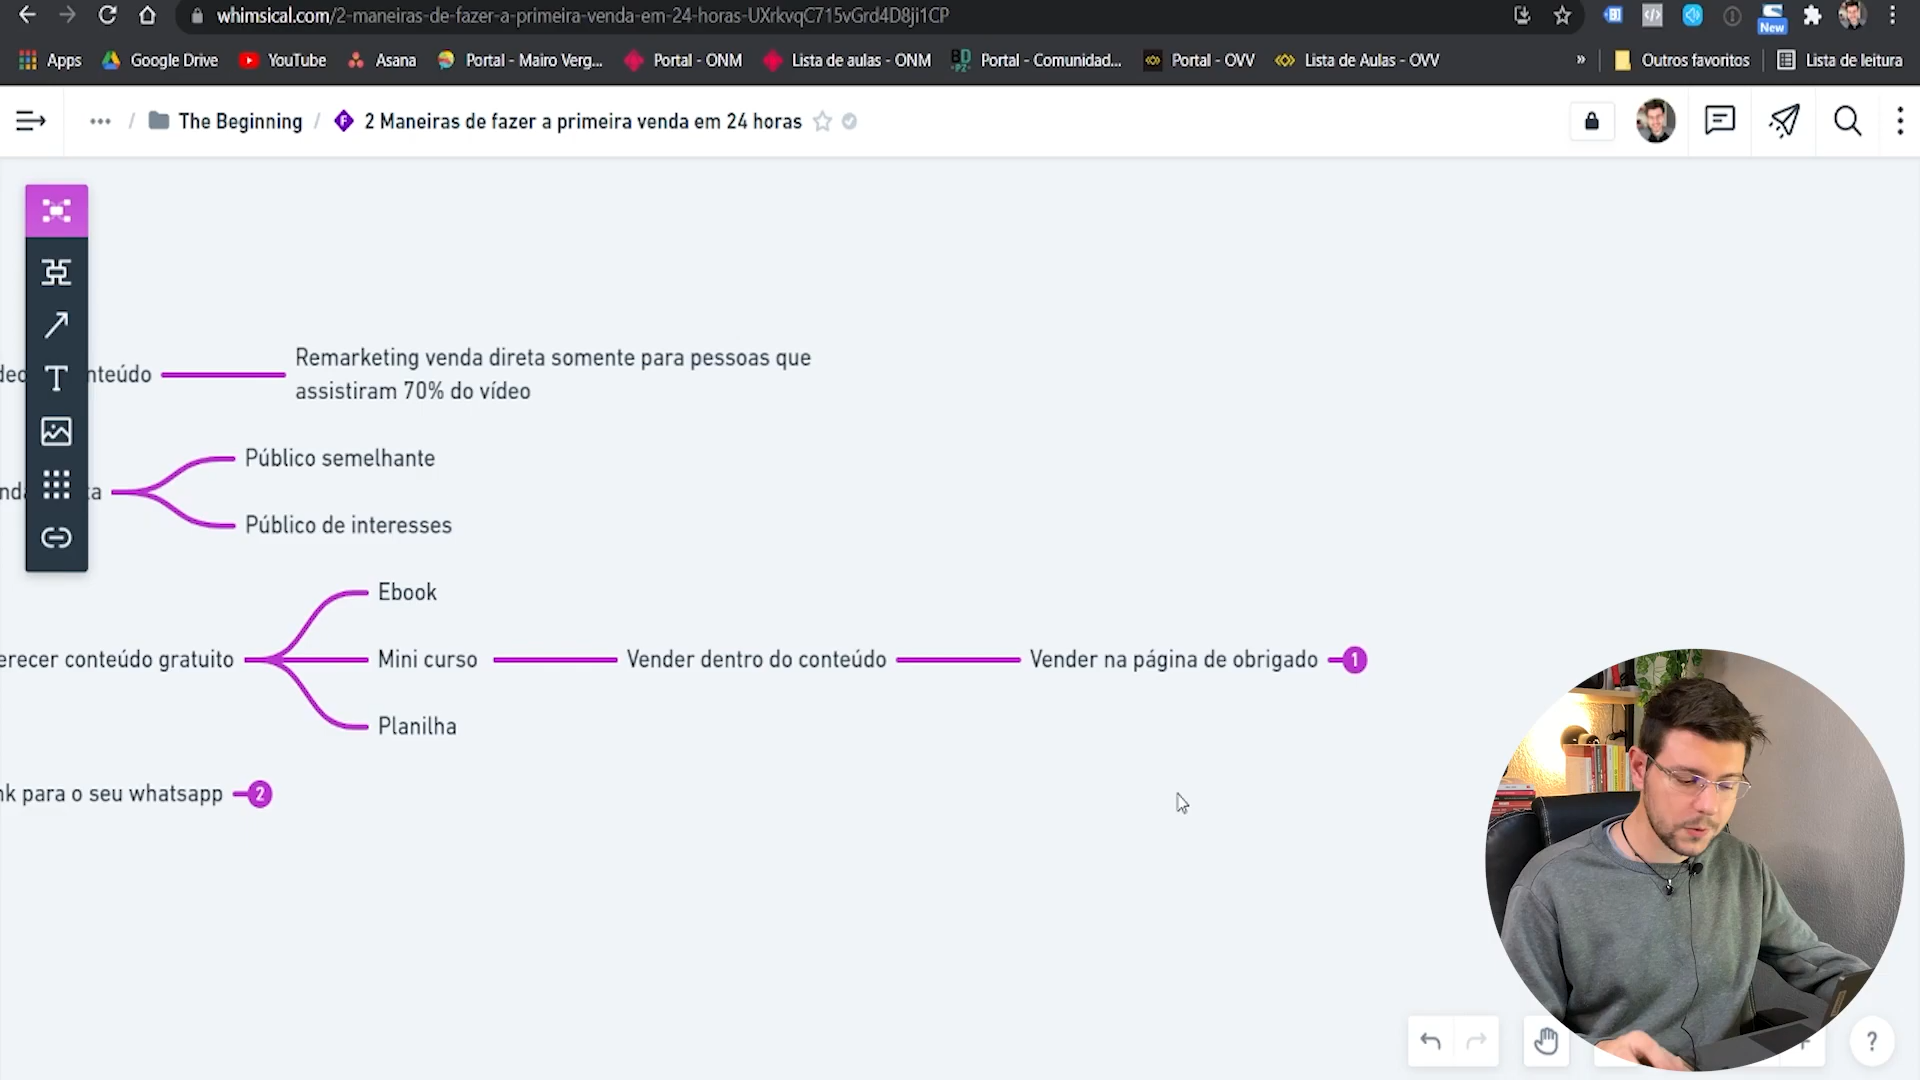 whimsical.com/2-maneiras-de-fazer-a-primeira-venda-em-24-horas-UXrkvqC715vGrd4D8ji1CP
New
Apps
Google Drive
YouTube
Asana
Portal - Mairo Verg...
Portal - ONM
Lista de aulas - ONM
Portal - Comunidad...
Portal - OVV
Lista de Aulas - OVV
»
Outros favoritos
Lista de leitura
... / The Beginning / 2 Maneiras de fazer a primeira venda em 24 horas
nteúdo
Remarketing venda direta somente para pessoas que
assistiram 70% do vídeo
Público semelhante
Público de interesses
Ebook
erecer conteúdo gratuito
Mini curso
Vender dentro do conteúdo
Vender na página de obrigado
1
Planilha
nk para o seu whatsapp
2
?